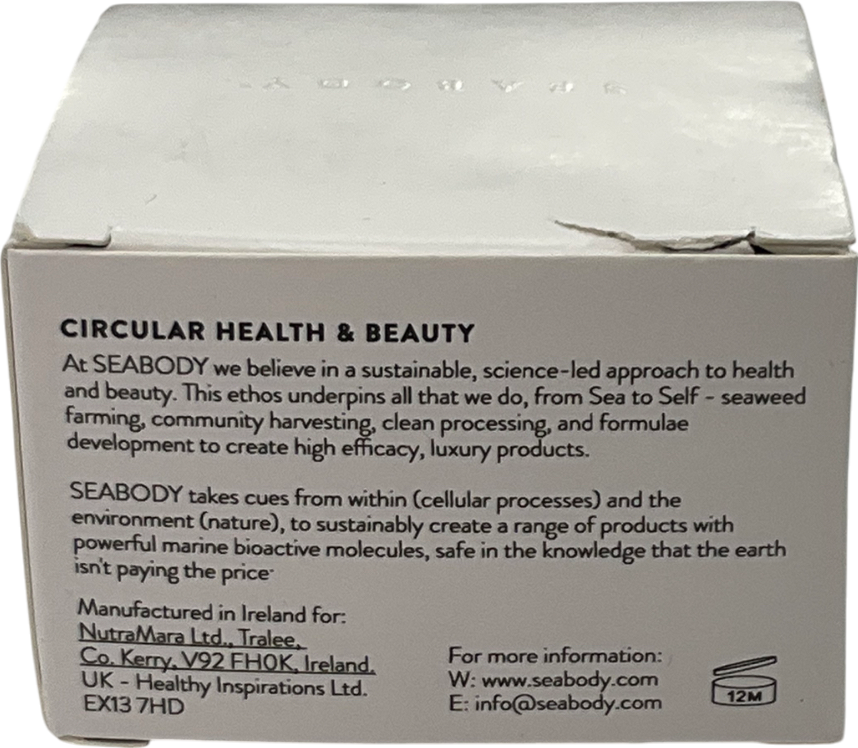 SEABODY.
CIRCULAR HEALTH & BEAUTY
At SEABODY we believe in a sustainable, science-led approach to health
and beauty. This ethos underpins all that we do, from Sea to Self - seaweed
farming, community harvesting, clean processing, and formulae
development to create high efficacy, luxury products.
SEABODY takes cues from within (cellular processes) and the
environment (nature), to sustainably create a range of products with
powerful marine bioactive molecules, safe in the knowledge that the earth
isn't paying the price.
Manufactured in Ireland for:
NutraMara Ltd., Tralee,
Co. Kerry, V92 FH0K, Ireland.
UK - Healthy Inspirations Ltd.
EX13 7HD
For more information:
W: www.seabody.com
E: info@seabody.com
12M